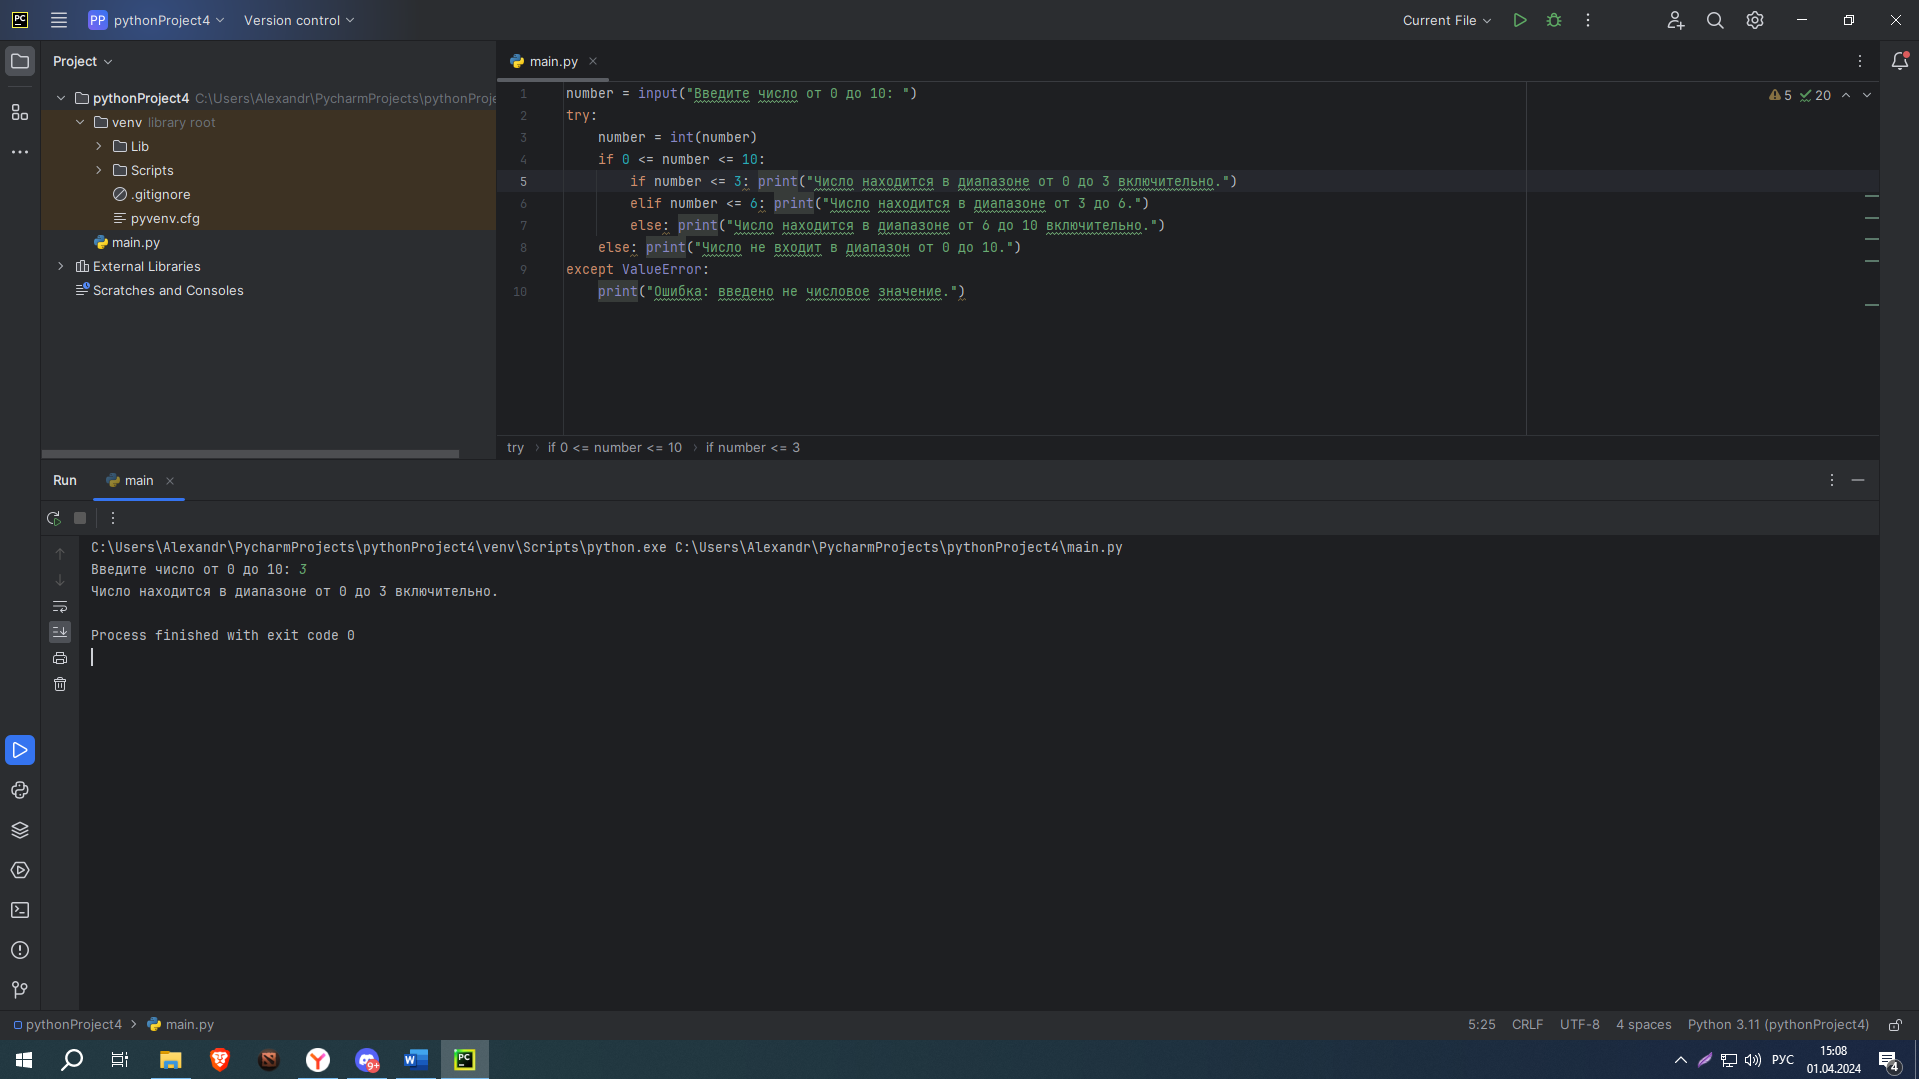 PC
PP pythonProject4 Version control Current File
Project
main.py
pythonProject4 C:\Users\Alexandr\PycharmProjects\pythonProje
venv library root
Lib
Scripts
.gitignore
pyvenv.cfg
main.py
External Libraries
Scratches and Consoles
5 20
1 number = input("Введите число от 0 до 10: ")
2 try:
3 number = int(number)
4 if 0 <= number <= 10:
5 if number <= 3: print("Число находится в диапазоне от 0 до 3 включительно.")
6 elif number <= 6: print("Число находится в диапазоне от 3 до 6.")
7 else: print("Число находится в диапазоне от 6 до 10 включительно.")
8 else: print("Число не входит в диапазон от 0 до 10.")
9 except ValueError:
10 print("Ошибка: введено не числовое значение.")
try › if 0 <= number <= 10 › if number <= 3
Run main
C:\Users\Alexandr\PycharmProjects\pythonProject4\venv\Scripts\python.exe C:\Users\Alexandr\PycharmProjects\pythonProject4\main.py
Введите число от 0 до 10: 3
Число находится в диапазоне от 0 до 3 включительно.
Process finished with exit code 0
pythonProject4 > main.py 5:25 CRLF UTF-8 4 spaces Python 3.11 (pythonProject4)
9+ W PC РУС 15:08
01.04.2024 4